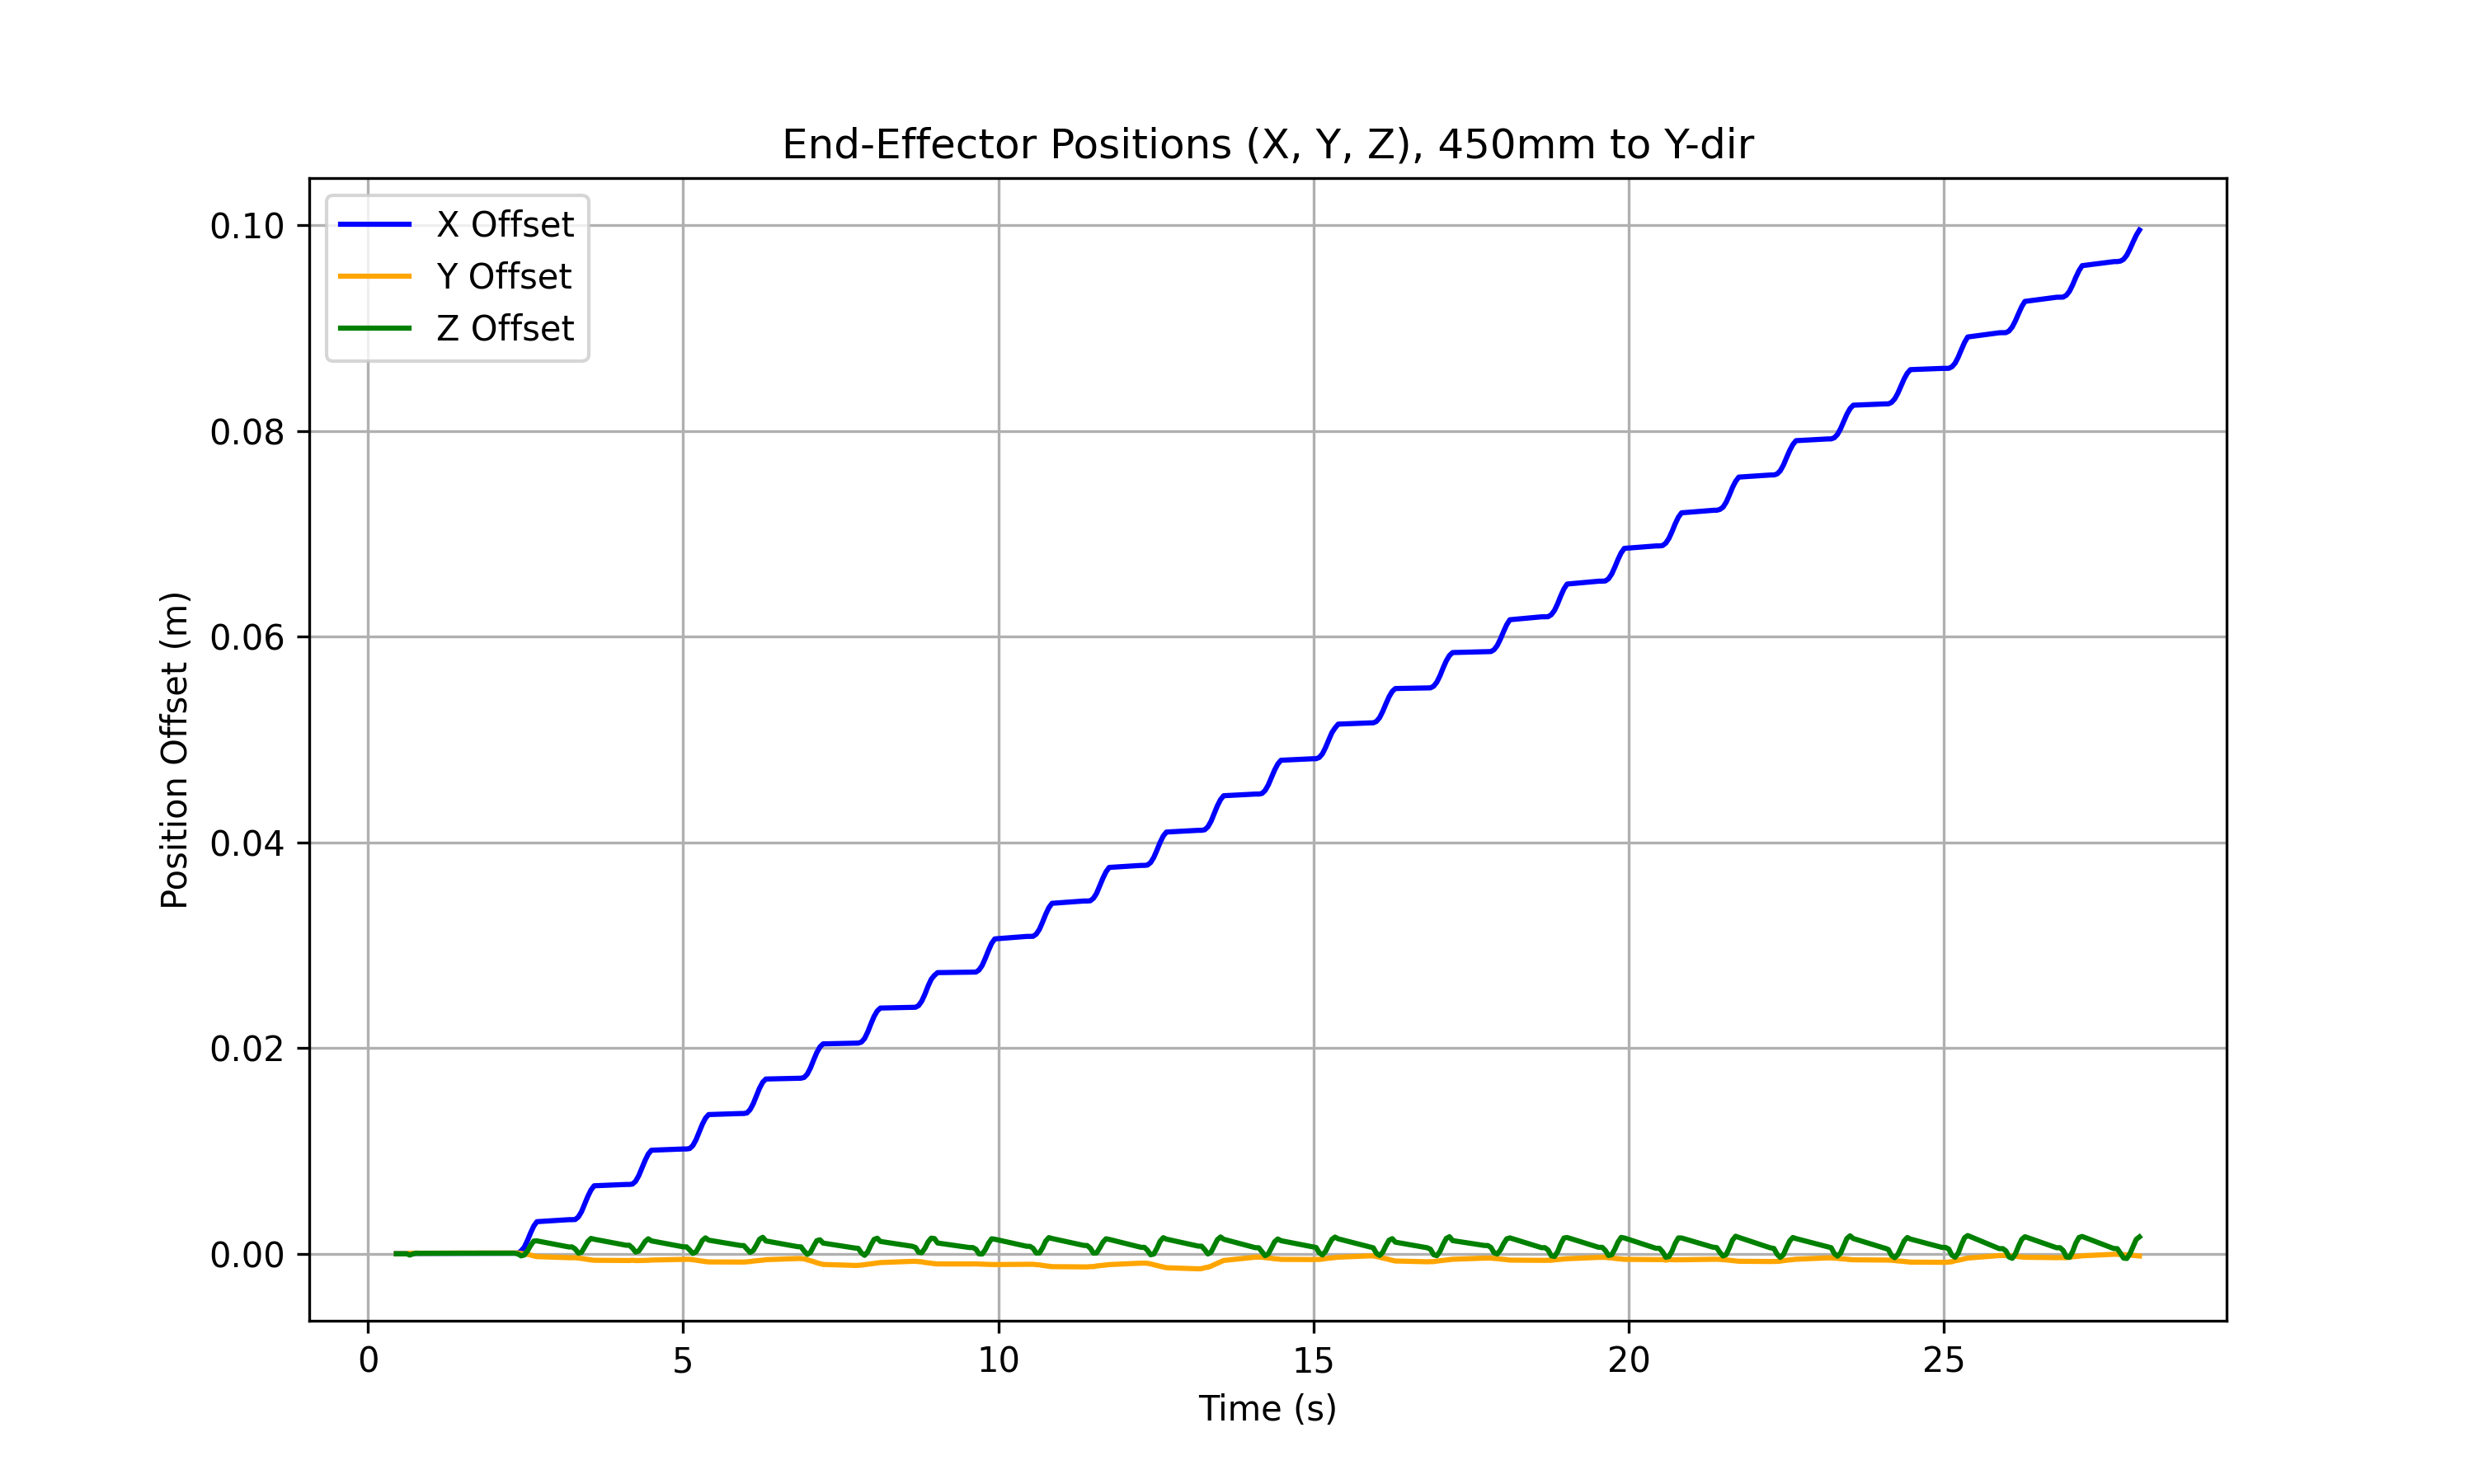 End-Effector Positions (X, Y, Z), 450mm to Y-dir
X Offset
Y Offset
Z Offset
Position Offset (m)
0.10
0.08
0.06
0.04
0.02
0.00
0 5 10 15 20 25
Time (s)